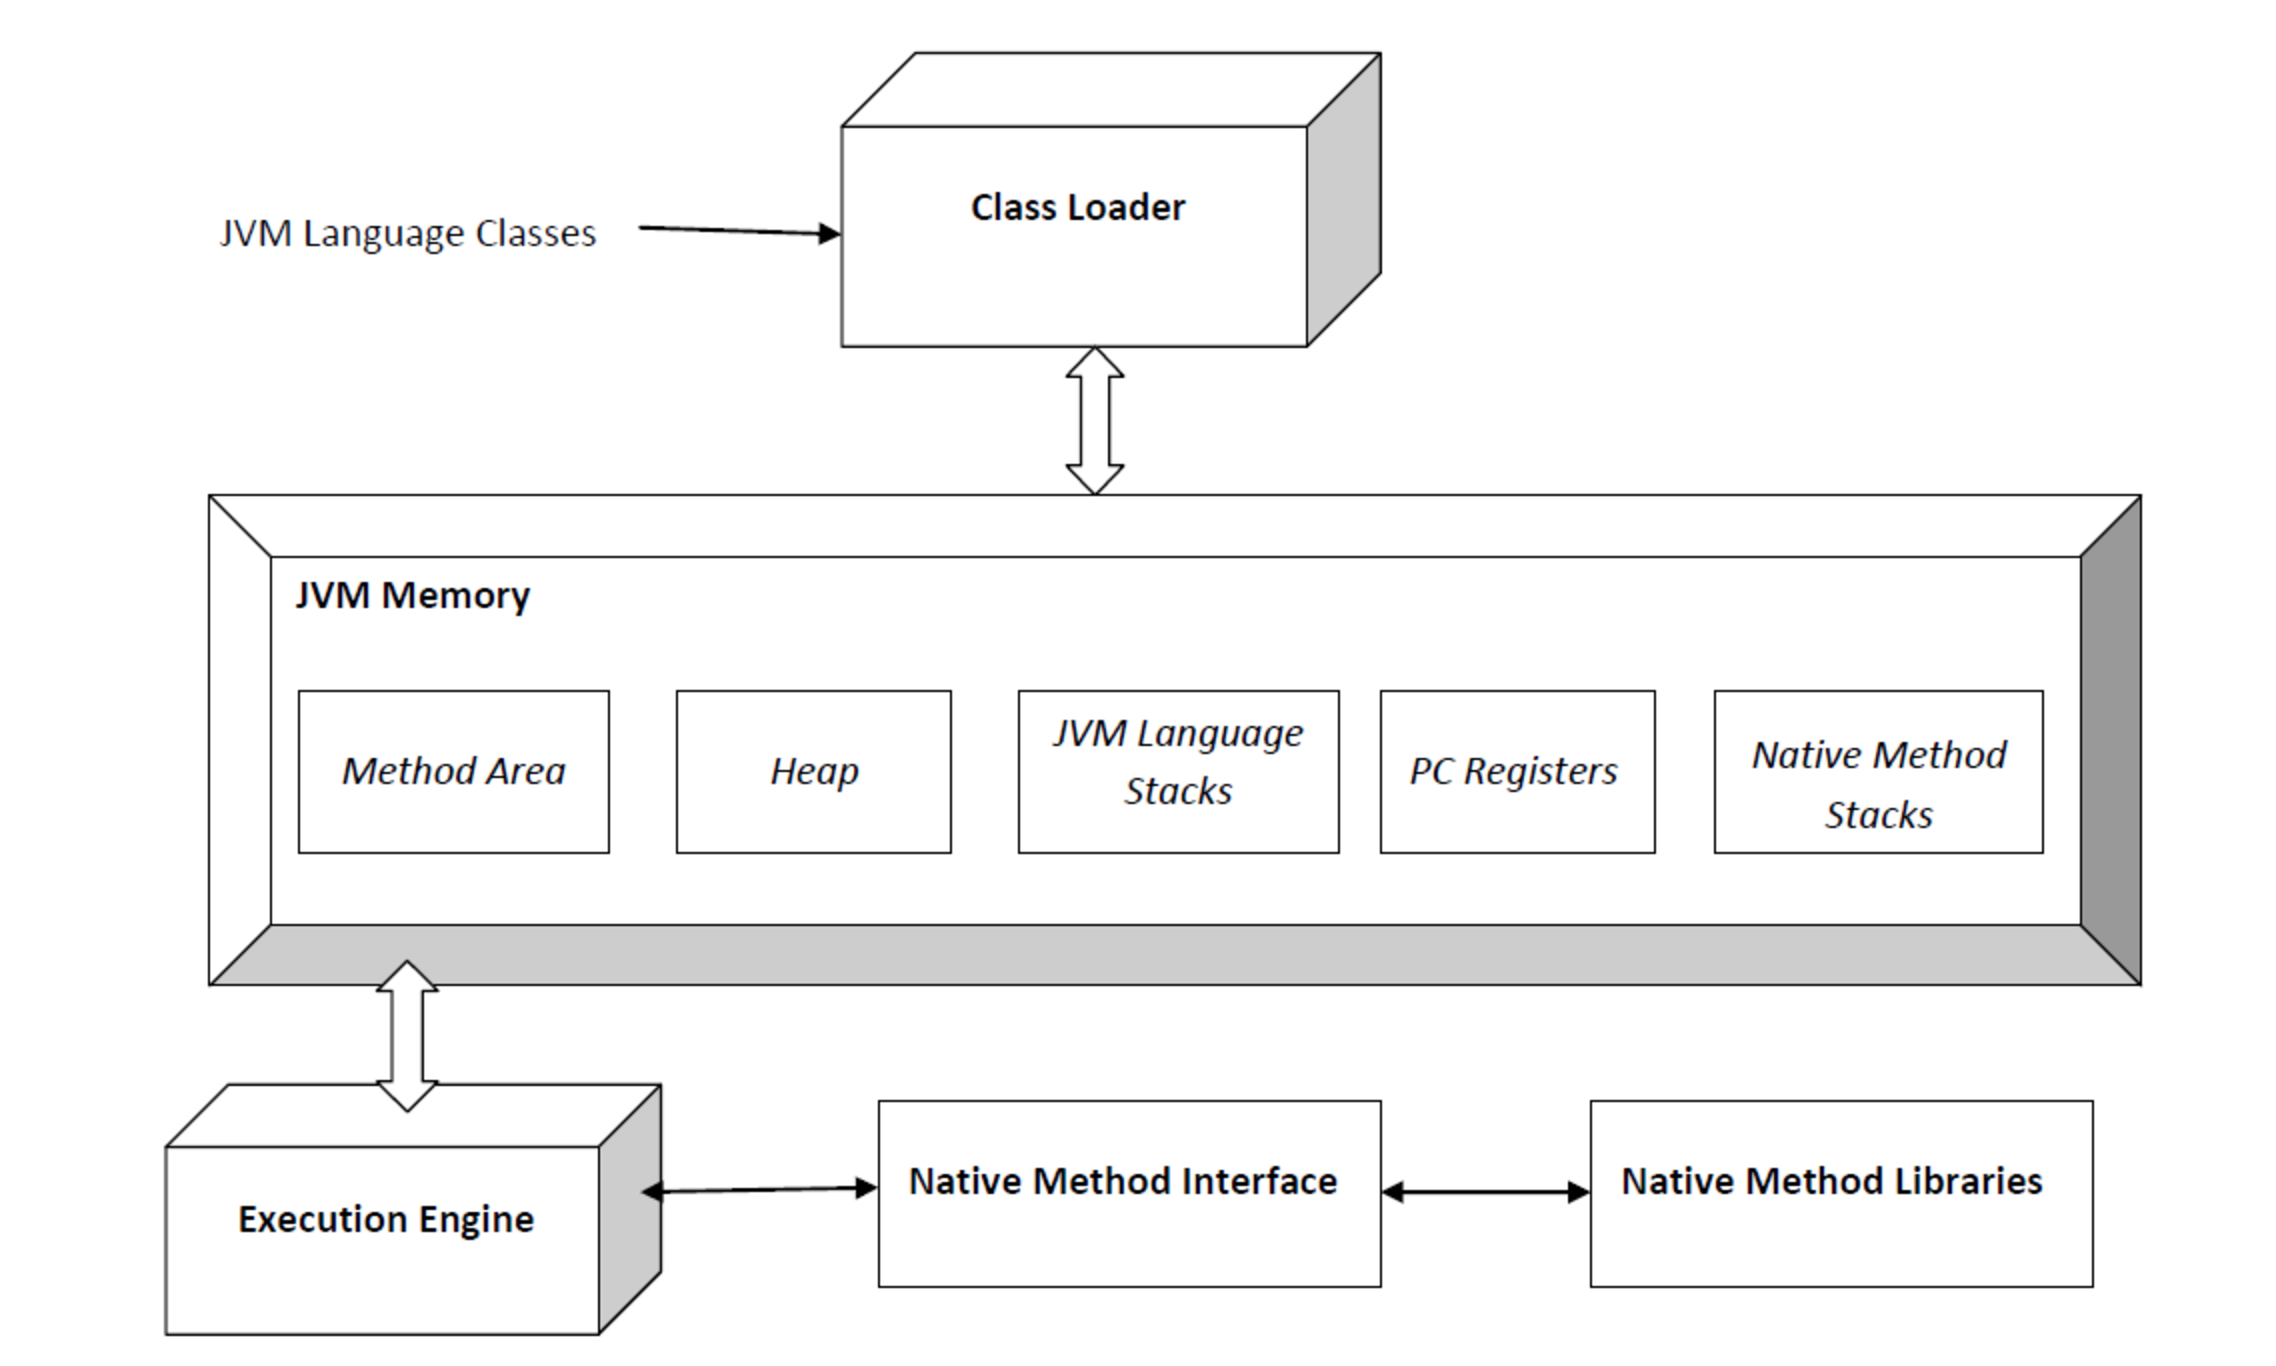 Class Loader
JVM Language Classes
JVM Memory
Method Area
Heap
JVM Language
Stacks
PC Registers
Native Method
Stacks
Execution Engine
Native Method Interface
Native Method Libraries